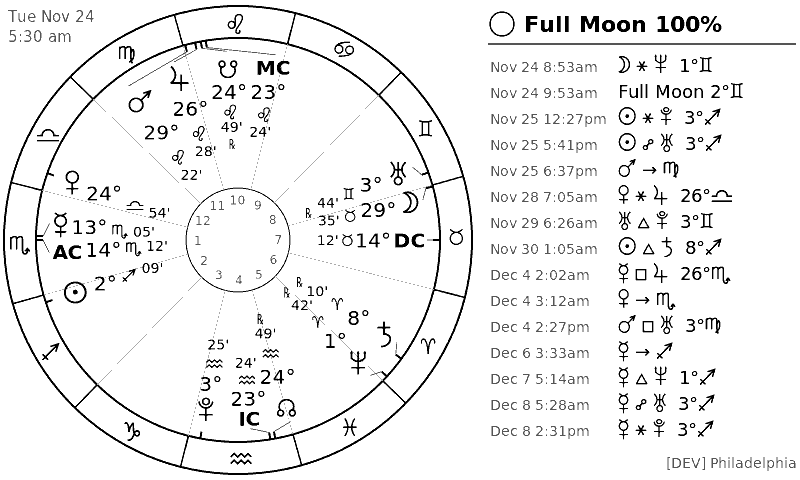 Tue Nov 24
5:30 am
MC
♃ ☋
♂ 26° 24° 23°
29° ♌ ♌ ♌
♌ 28' 49' 24'
22' ℞
♀ 24° ♎ 54'
☿ 13° ♏ 05'
AC 14° ♏ 12'
☉ 2° ♐ 09'
44' ♊ 3° ♅
℞ 35' ♉ 29° ☽
12' ♉ 14° DC
℞ 10' ♈ 8° ♄
℞ 42' ♈ 1° ♆
25' ♒ 3° ♇
24' ♒ 23° IC
℞ 49' ♒ 24° ☊
♌
♍
♎
♏
♐
♑
♒
♓
♈
♉
♊
♋
1
2
3
4
5
6
7
8
9
10
11
12
Full Moon 100%
Nov 24 8:53am ☽ ⚹ ♆ 1°♊
Nov 24 9:53am Full Moon 2°♊
Nov 25 12:27pm ☉ ⚹ ♇ 3°♐
Nov 25 5:41pm ☉ ☍ ♅ 3°♐
Nov 25 6:37pm ♂ → ♍
Nov 28 7:05am ♀ ⚹ ♃ 26°♎
Nov 29 6:26am ♅ △ ♇ 3°♊
Nov 30 1:05am ☉ △ ♄ 8°♐
Dec 4 2:02am ☿ □ ♃ 26°♏
Dec 4 3:12am ♀ → ♏
Dec 4 2:27pm ♂ □ ♅ 3°♍
Dec 6 3:33am ☿ → ♐
Dec 7 5:14am ☿ △ ♆ 1°♐
Dec 8 5:28am ☿ ☍ ♅ 3°♐
Dec 8 2:31pm ☿ ⚹ ♇ 3°♐
[DEV] Philadelphia